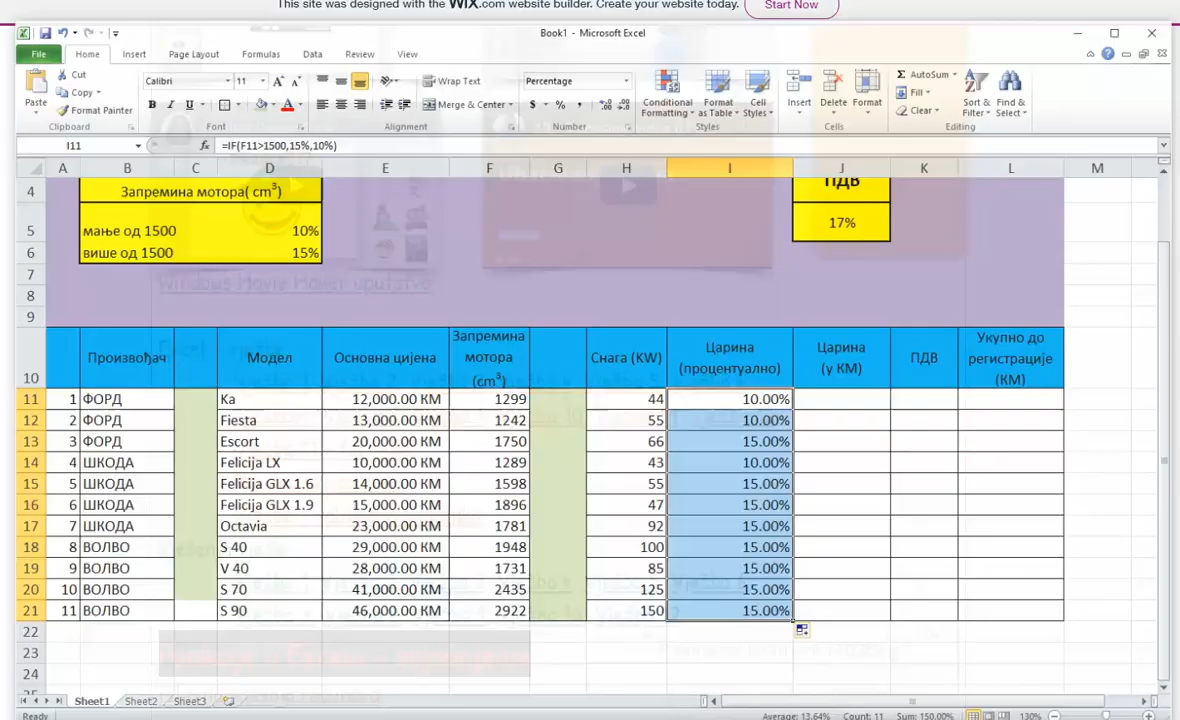 This site was designed with the WIX.com website builder. Create your website today. Start Now
Book1 - Microsoft Excel
File Home Insert Page Layout Formulas Data Review View
Paste Cut Copy Format Painter Clipboard
Calibri 11 B I U A A A Font
Wrap Text Merge & Center Alignment
Percentage $ % , Number
Conditional Formatting Format as Table Cell Styles Styles
Insert Delete Format Cells
Σ AutoSum Fill Clear Sort & Filter Find & Select Editing
I11 fx =IF(F11>1500,15%,10%)
A B C D E F G H I J K L M
4 Запремина мотора( cm³) ПДВ
5 мање од 1500 10% 17%
6 више од 1500 15%
7
Windows Movie Maker uputstvo
8
9
10 Произвођач Модел Основна цијена Запремина мотора (cm³) Снага (KW) Царина (процентуално) Царина (у КМ) ПДВ Укупно до регистрације (КМ)
11 1 ФОРД Ka 12,000.00 КМ 1299 44 10.00%
12 2 ФОРД Fiesta 13,000.00 КМ 1242 55 10.00%
13 3 ФОРД Escort 20,000.00 КМ 1750 66 15.00%
14 4 ШКОДА Felicija LX 10,000.00 КМ 1289 43 10.00%
15 5 ШКОДА Felicija GLX 1.6 14,000.00 КМ 1598 55 15.00%
16 6 ШКОДА Felicija GLX 1.9 15,000.00 КМ 1896 47 15.00%
17 7 ШКОДА Octavia 23,000.00 КМ 1781 92 15.00%
18 8 ВОЛВО S 40 29,000.00 КМ 1948 100 15.00%
19 9 ВОЛВО V 40 28,000.00 КМ 1731 85 15.00%
20 10 ВОЛВО S 70 41,000.00 КМ 2435 125 15.00%
21 11 ВОЛВО S 90 46,000.00 КМ 2922 150 15.00%
22
23
24
Sheet1 Sheet2 Sheet3
Ready Average: 13.64% Count: 11 Sum: 150.00% 130%